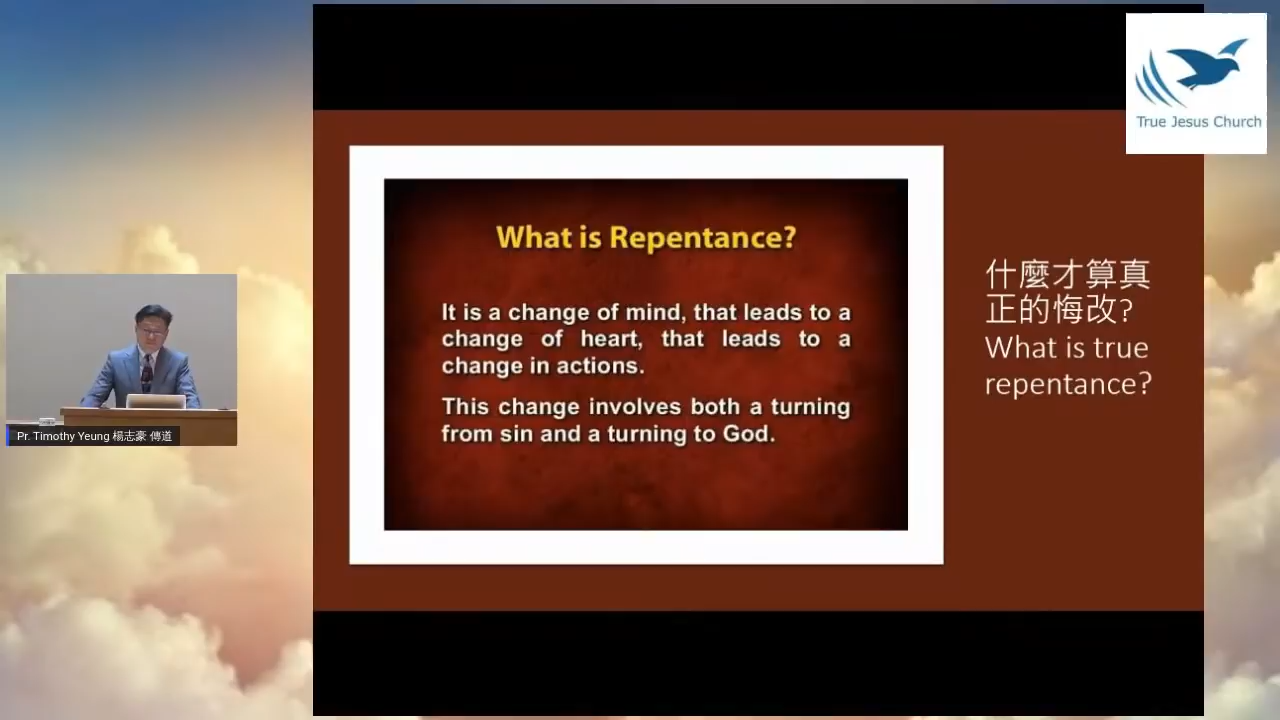 True Jesus Church
What is Repentance?
It is a change of mind, that leads to a
change of heart, that leads to a
change in actions.
This change involves both a turning
from sin and a turning to God.
什麼才算真
正的悔改?
What is true
repentance?
Pr. Timothy Yeung 楊志豪 傳道